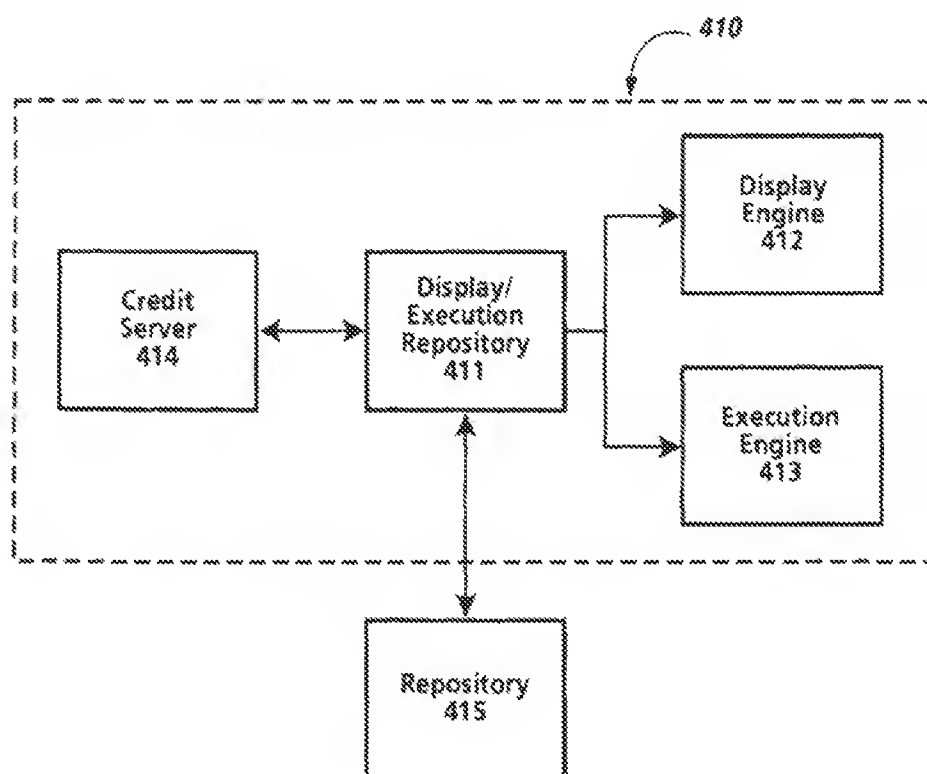 410
Display
Engine
412
Credit
Server
414
Display/
Execution
Repository
411
Execution
Engine
413
Repository
415